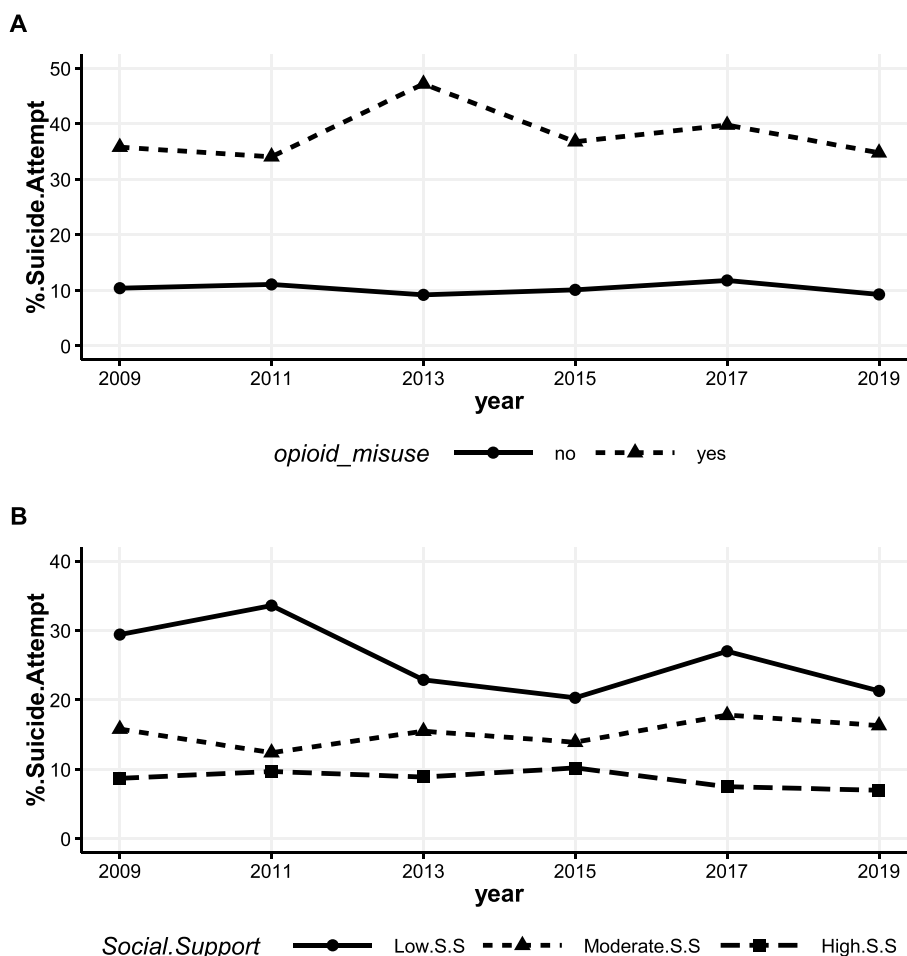 A
50
40
30
20
10
0
%.Suicide.Attempt
2009 2011 2013 2015 2017 2019
year
opioid_misuse no yes
B
40
30
20
10
0
%.Suicide.Attempt
2009 2011 2013 2015 2017 2019
year
Social.Support Low.S.S Moderate.S.S High.S.S